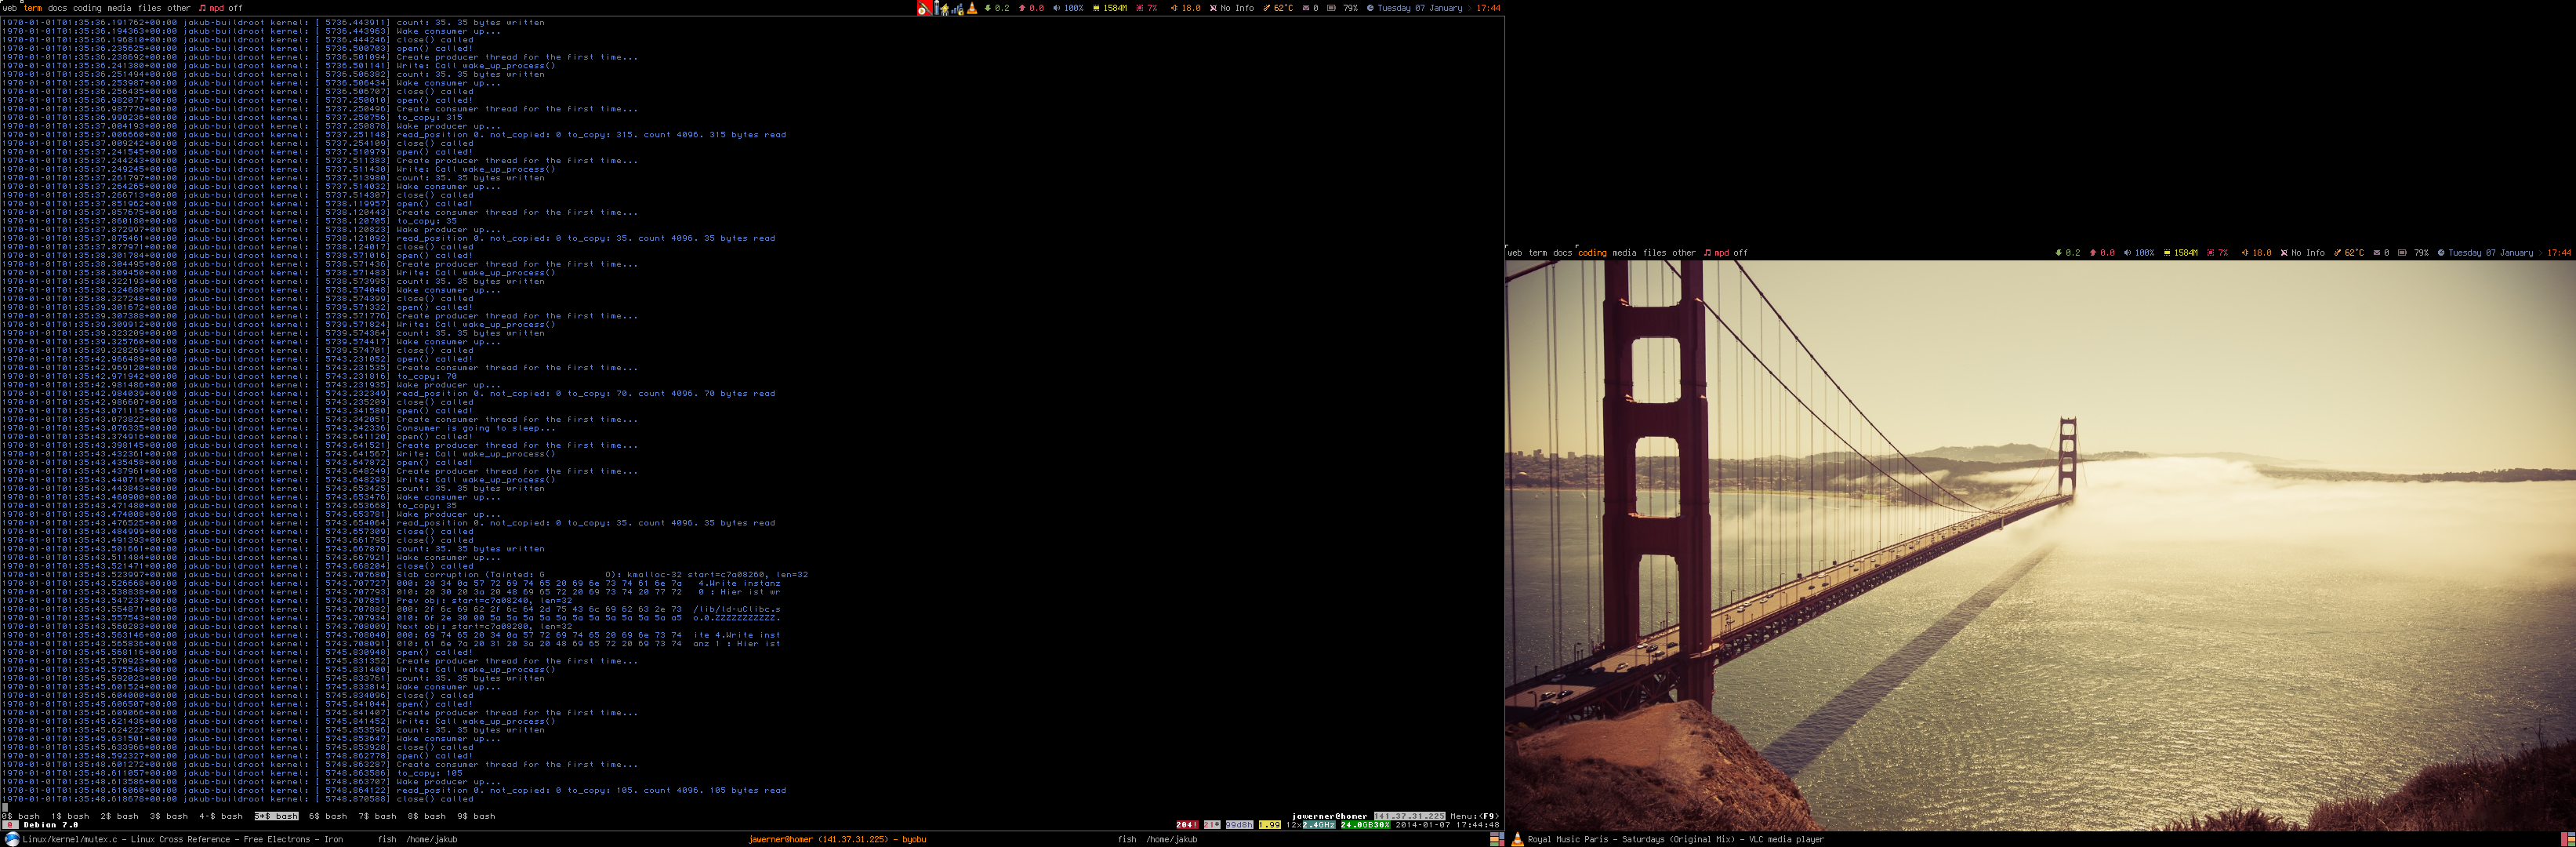 web term docs coding media files other mpd off
0.2 0.0 100% 1584M 7% 18.0 No Info 62°C 0 79% Tuesday 07 January 17:44
1970-01-01T01:35:36.191762+00:00 jakub-buildroot kernel: [ 5736.443911] count: 35. 35 bytes written
1970-01-01T01:35:36.194363+00:00 jakub-buildroot kernel: [ 5736.443963] Wake consumer up...
1970-01-01T01:35:36.196810+00:00 jakub-buildroot kernel: [ 5736.444246] close() called
1970-01-01T01:35:36.235625+00:00 jakub-buildroot kernel: [ 5736.500703] open() called!
1970-01-01T01:35:36.238692+00:00 jakub-buildroot kernel: [ 5736.501094] Create producer thread for the first time...
1970-01-01T01:35:36.241380+00:00 jakub-buildroot kernel: [ 5736.501141] Write: Call wake_up_process()
1970-01-01T01:35:36.251494+00:00 jakub-buildroot kernel: [ 5736.506382] count: 35. 35 bytes written
1970-01-01T01:35:36.253987+00:00 jakub-buildroot kernel: [ 5736.506434] Wake consumer up...
1970-01-01T01:35:36.256435+00:00 jakub-buildroot kernel: [ 5736.506707] close() called
1970-01-01T01:35:36.982077+00:00 jakub-buildroot kernel: [ 5737.250010] open() called!
1970-01-01T01:35:36.987779+00:00 jakub-buildroot kernel: [ 5737.250496] Create consumer thread for the first time...
1970-01-01T01:35:36.990236+00:00 jakub-buildroot kernel: [ 5737.250756] to_copy: 315
1970-01-01T01:35:37.004193+00:00 jakub-buildroot kernel: [ 5737.250878] Wake producer up...
1970-01-01T01:35:37.006660+00:00 jakub-buildroot kernel: [ 5737.251148] read_position 0. not_copied: 0 to_copy: 315. count 4096. 315 bytes read
1970-01-01T01:35:37.009242+00:00 jakub-buildroot kernel: [ 5737.254109] close() called
1970-01-01T01:35:37.241545+00:00 jakub-buildroot kernel: [ 5737.510979] open() called!
1970-01-01T01:35:37.244243+00:00 jakub-buildroot kernel: [ 5737.511383] Create producer thread for the first time...
1970-01-01T01:35:37.249245+00:00 jakub-buildroot kernel: [ 5737.511430] Write: Call wake_up_process()
1970-01-01T01:35:37.261797+00:00 jakub-buildroot kernel: [ 5737.513980] count: 35. 35 bytes written
1970-01-01T01:35:37.264265+00:00 jakub-buildroot kernel: [ 5737.514032] Wake consumer up...
1970-01-01T01:35:37.266713+00:00 jakub-buildroot kernel: [ 5737.514307] close() called
1970-01-01T01:35:37.851962+00:00 jakub-buildroot kernel: [ 5738.119957] open() called!
1970-01-01T01:35:37.857675+00:00 jakub-buildroot kernel: [ 5738.120443] Create consumer thread for the first time...
1970-01-01T01:35:37.860180+00:00 jakub-buildroot kernel: [ 5738.120705] to_copy: 35
1970-01-01T01:35:37.872997+00:00 jakub-buildroot kernel: [ 5738.120823] Wake producer up...
1970-01-01T01:35:37.875461+00:00 jakub-buildroot kernel: [ 5738.121092] read_position 0. not_copied: 0 to_copy: 35. count 4096. 35 bytes read
1970-01-01T01:35:37.877971+00:00 jakub-buildroot kernel: [ 5738.124017] close() called
1970-01-01T01:35:38.301784+00:00 jakub-buildroot kernel: [ 5738.571016] open() called!
1970-01-01T01:35:38.304495+00:00 jakub-buildroot kernel: [ 5738.571436] Create producer thread for the first time...
1970-01-01T01:35:38.309450+00:00 jakub-buildroot kernel: [ 5738.571483] Write: Call wake_up_process()
1970-01-01T01:35:38.322193+00:00 jakub-buildroot kernel: [ 5738.573995] count: 35. 35 bytes written
1970-01-01T01:35:38.324680+00:00 jakub-buildroot kernel: [ 5738.574048] Wake consumer up...
1970-01-01T01:35:38.327248+00:00 jakub-buildroot kernel: [ 5738.574399] close() called
1970-01-01T01:35:39.301672+00:00 jakub-buildroot kernel: [ 5739.571332] open() called!
1970-01-01T01:35:39.307388+00:00 jakub-buildroot kernel: [ 5739.571776] Create producer thread for the first time...
1970-01-01T01:35:39.309912+00:00 jakub-buildroot kernel: [ 5739.571824] Write: Call wake_up_process()
1970-01-01T01:35:39.323209+00:00 jakub-buildroot kernel: [ 5739.574364] count: 35. 35 bytes written
1970-01-01T01:35:39.325760+00:00 jakub-buildroot kernel: [ 5739.574417] Wake consumer up...
1970-01-01T01:35:39.328269+00:00 jakub-buildroot kernel: [ 5739.574701] close() called
1970-01-01T01:35:42.966489+00:00 jakub-buildroot kernel: [ 5743.231052] open() called!
1970-01-01T01:35:42.969120+00:00 jakub-buildroot kernel: [ 5743.231535] Create consumer thread for the first time...
1970-01-01T01:35:42.971942+00:00 jakub-buildroot kernel: [ 5743.231816] to_copy: 70
1970-01-01T01:35:42.981486+00:00 jakub-buildroot kernel: [ 5743.231935] Wake producer up...
1970-01-01T01:35:42.984039+00:00 jakub-buildroot kernel: [ 5743.232349] read_position 0. not_copied: 0 to_copy: 70. count 4096. 70 bytes read
1970-01-01T01:35:42.986607+00:00 jakub-buildroot kernel: [ 5743.235209] close() called
1970-01-01T01:35:43.071115+00:00 jakub-buildroot kernel: [ 5743.341580] open() called!
1970-01-01T01:35:43.073822+00:00 jakub-buildroot kernel: [ 5743.342051] Create consumer thread for the first time...
1970-01-01T01:35:43.076335+00:00 jakub-buildroot kernel: [ 5743.342336] Consumer is going to sleep...
1970-01-01T01:35:43.374916+00:00 jakub-buildroot kernel: [ 5743.641120] open() called!
1970-01-01T01:35:43.398145+00:00 jakub-buildroot kernel: [ 5743.641521] Create producer thread for the first time...
1970-01-01T01:35:43.432361+00:00 jakub-buildroot kernel: [ 5743.641567] Write: Call wake_up_process()
1970-01-01T01:35:43.435458+00:00 jakub-buildroot kernel: [ 5743.647872] open() called!
1970-01-01T01:35:43.437961+00:00 jakub-buildroot kernel: [ 5743.648249] Create producer thread for the first time...
1970-01-01T01:35:43.440716+00:00 jakub-buildroot kernel: [ 5743.648293] Write: Call wake_up_process()
1970-01-01T01:35:43.443843+00:00 jakub-buildroot kernel: [ 5743.653425] count: 35. 35 bytes written
1970-01-01T01:35:43.460900+00:00 jakub-buildroot kernel: [ 5743.653476] Wake consumer up...
1970-01-01T01:35:43.471480+00:00 jakub-buildroot kernel: [ 5743.653668] to_copy: 35
1970-01-01T01:35:43.474008+00:00 jakub-buildroot kernel: [ 5743.653781] Wake producer up...
1970-01-01T01:35:43.476525+00:00 jakub-buildroot kernel: [ 5743.654064] read_position 0. not_copied: 0 to_copy: 35. count 4096. 35 bytes read
1970-01-01T01:35:43.484999+00:00 jakub-buildroot kernel: [ 5743.657309] close() called
1970-01-01T01:35:43.491393+00:00 jakub-buildroot kernel: [ 5743.661795] close() called
1970-01-01T01:35:43.501661+00:00 jakub-buildroot kernel: [ 5743.667870] count: 35. 35 bytes written
1970-01-01T01:35:43.511484+00:00 jakub-buildroot kernel: [ 5743.667921] Wake consumer up...
1970-01-01T01:35:43.521471+00:00 jakub-buildroot kernel: [ 5743.668204] close() called
1970-01-01T01:35:43.523997+00:00 jakub-buildroot kernel: [ 5743.707680] Slab corruption (Tainted: G O): kmalloc-32 start=c7a08260, len=32
1970-01-01T01:35:43.526668+00:00 jakub-buildroot kernel: [ 5743.707727] 000: 20 34 0a 57 72 69 74 65 20 69 6e 73 74 61 6e 7a 4.Write instanz
1970-01-01T01:35:43.538838+00:00 jakub-buildroot kernel: [ 5743.707793] 010: 20 30 20 3a 20 48 69 65 72 20 69 73 74 20 77 72 0 : Hier ist wr
1970-01-01T01:35:43.547237+00:00 jakub-buildroot kernel: [ 5743.707851] Prev obj: start=c7a08240, len=32
1970-01-01T01:35:43.554871+00:00 jakub-buildroot kernel: [ 5743.707882] 000: 2f 6c 69 62 2f 6c 64 2d 75 43 6c 69 62 63 2e 73 /lib/ld-uClibc.s
1970-01-01T01:35:43.557543+00:00 jakub-buildroot kernel: [ 5743.707934] 010: 6f 2e 30 00 5a 5a 5a 5a 5a 5a 5a 5a 5a 5a 5a a5 o.0.ZZZZZZZZZZZ.
1970-01-01T01:35:43.560283+00:00 jakub-buildroot kernel: [ 5743.708009] Next obj: start=c7a08280, len=32
1970-01-01T01:35:43.563146+00:00 jakub-buildroot kernel: [ 5743.708040] 000: 69 74 65 20 34 0a 57 72 69 74 65 20 69 6e 73 74 ite 4.Write inst
1970-01-01T01:35:43.565836+00:00 jakub-buildroot kernel: [ 5743.708091] 010: 61 6e 7a 20 31 20 3a 20 48 69 65 72 20 69 73 74 anz 1 : Hier ist
1970-01-01T01:35:45.568116+00:00 jakub-buildroot kernel: [ 5745.830948] open() called!
1970-01-01T01:35:45.570923+00:00 jakub-buildroot kernel: [ 5745.831352] Create producer thread for the first time...
1970-01-01T01:35:45.575548+00:00 jakub-buildroot kernel: [ 5745.831400] Write: Call wake_up_process()
1970-01-01T01:35:45.592023+00:00 jakub-buildroot kernel: [ 5745.833761] count: 35. 35 bytes written
1970-01-01T01:35:45.601524+00:00 jakub-buildroot kernel: [ 5745.833814] Wake consumer up...
1970-01-01T01:35:45.604000+00:00 jakub-buildroot kernel: [ 5745.834096] close() called
1970-01-01T01:35:45.606507+00:00 jakub-buildroot kernel: [ 5745.841044] open() called!
1970-01-01T01:35:45.609066+00:00 jakub-buildroot kernel: [ 5745.841407] Create producer thread for the first time...
1970-01-01T01:35:45.621436+00:00 jakub-buildroot kernel: [ 5745.841452] Write: Call wake_up_process()
1970-01-01T01:35:45.624222+00:00 jakub-buildroot kernel: [ 5745.853596] count: 35. 35 bytes written
1970-01-01T01:35:45.631501+00:00 jakub-buildroot kernel: [ 5745.853647] Wake consumer up...
1970-01-01T01:35:45.633966+00:00 jakub-buildroot kernel: [ 5745.853928] close() called
1970-01-01T01:35:48.592327+00:00 jakub-buildroot kernel: [ 5748.862778] open() called!
1970-01-01T01:35:48.601272+00:00 jakub-buildroot kernel: [ 5748.863287] Create consumer thread for the first time...
1970-01-01T01:35:48.611057+00:00 jakub-buildroot kernel: [ 5748.863586] to_copy: 105
1970-01-01T01:35:48.613586+00:00 jakub-buildroot kernel: [ 5748.863707] Wake producer up...
1970-01-01T01:35:48.616060+00:00 jakub-buildroot kernel: [ 5748.864122] read_position 0. not_copied: 0 to_copy: 105. count 4096. 105 bytes read
1970-01-01T01:35:48.618678+00:00 jakub-buildroot kernel: [ 5748.870588] close() called
0$ bash 1$ bash 2$ bash 3$ bash 4-$ bash 5*$ bash 6$ bash 7$ bash 8$ bash 9$ bash
jawerner@homer 141.37.31.225 Menu:<F9>
Debian 7.0
204! 21* 99d8h 1.99 12x2.4GHz 24.0GB30% 2014-01-07 17:44:48
Linux/kernel/mutex.c - Linux Cross Reference - Free Electrons - Iron
fish /home/jakub
jawerner@homer (141.37.31.225) - byobu
fish /home/jakub
web term docs coding media files other mpd off
0.2 0.0 100% 1584M 7% 18.0 No Info 62°C 0 79% Tuesday 07 January 17:44
Royal Music Paris - Saturdays (Original Mix) - VLC media player